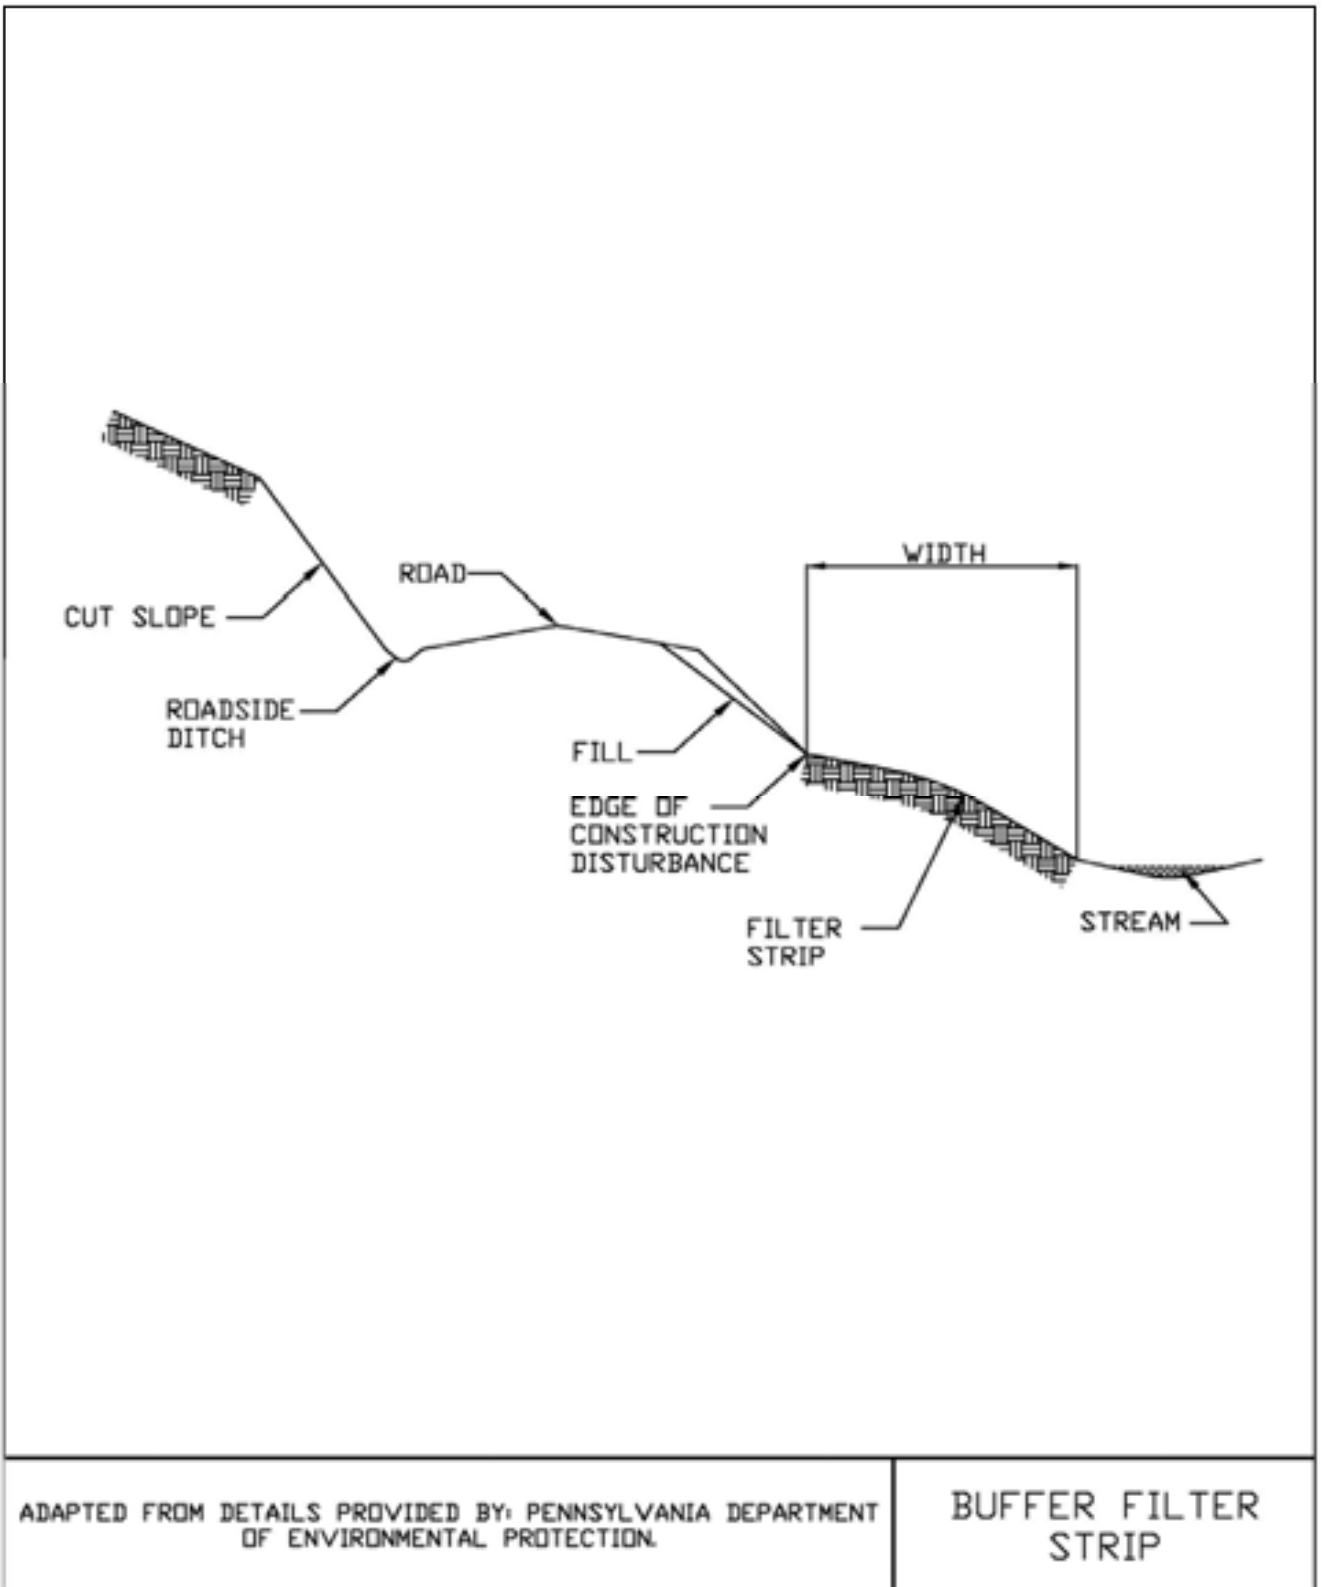 WIDTH
ROAD
CUT SLOPE
ROADSIDE
DITCH
FILL
EDGE OF
CONSTRUCTION
DISTURBANCE
FILTER
STRIP
STREAM
ADAPTED FROM DETAILS PROVIDED BY: PENNSYLVANIA DEPARTMENT
OF ENVIRONMENTAL PROTECTION.
BUFFER FILTER
STRIP